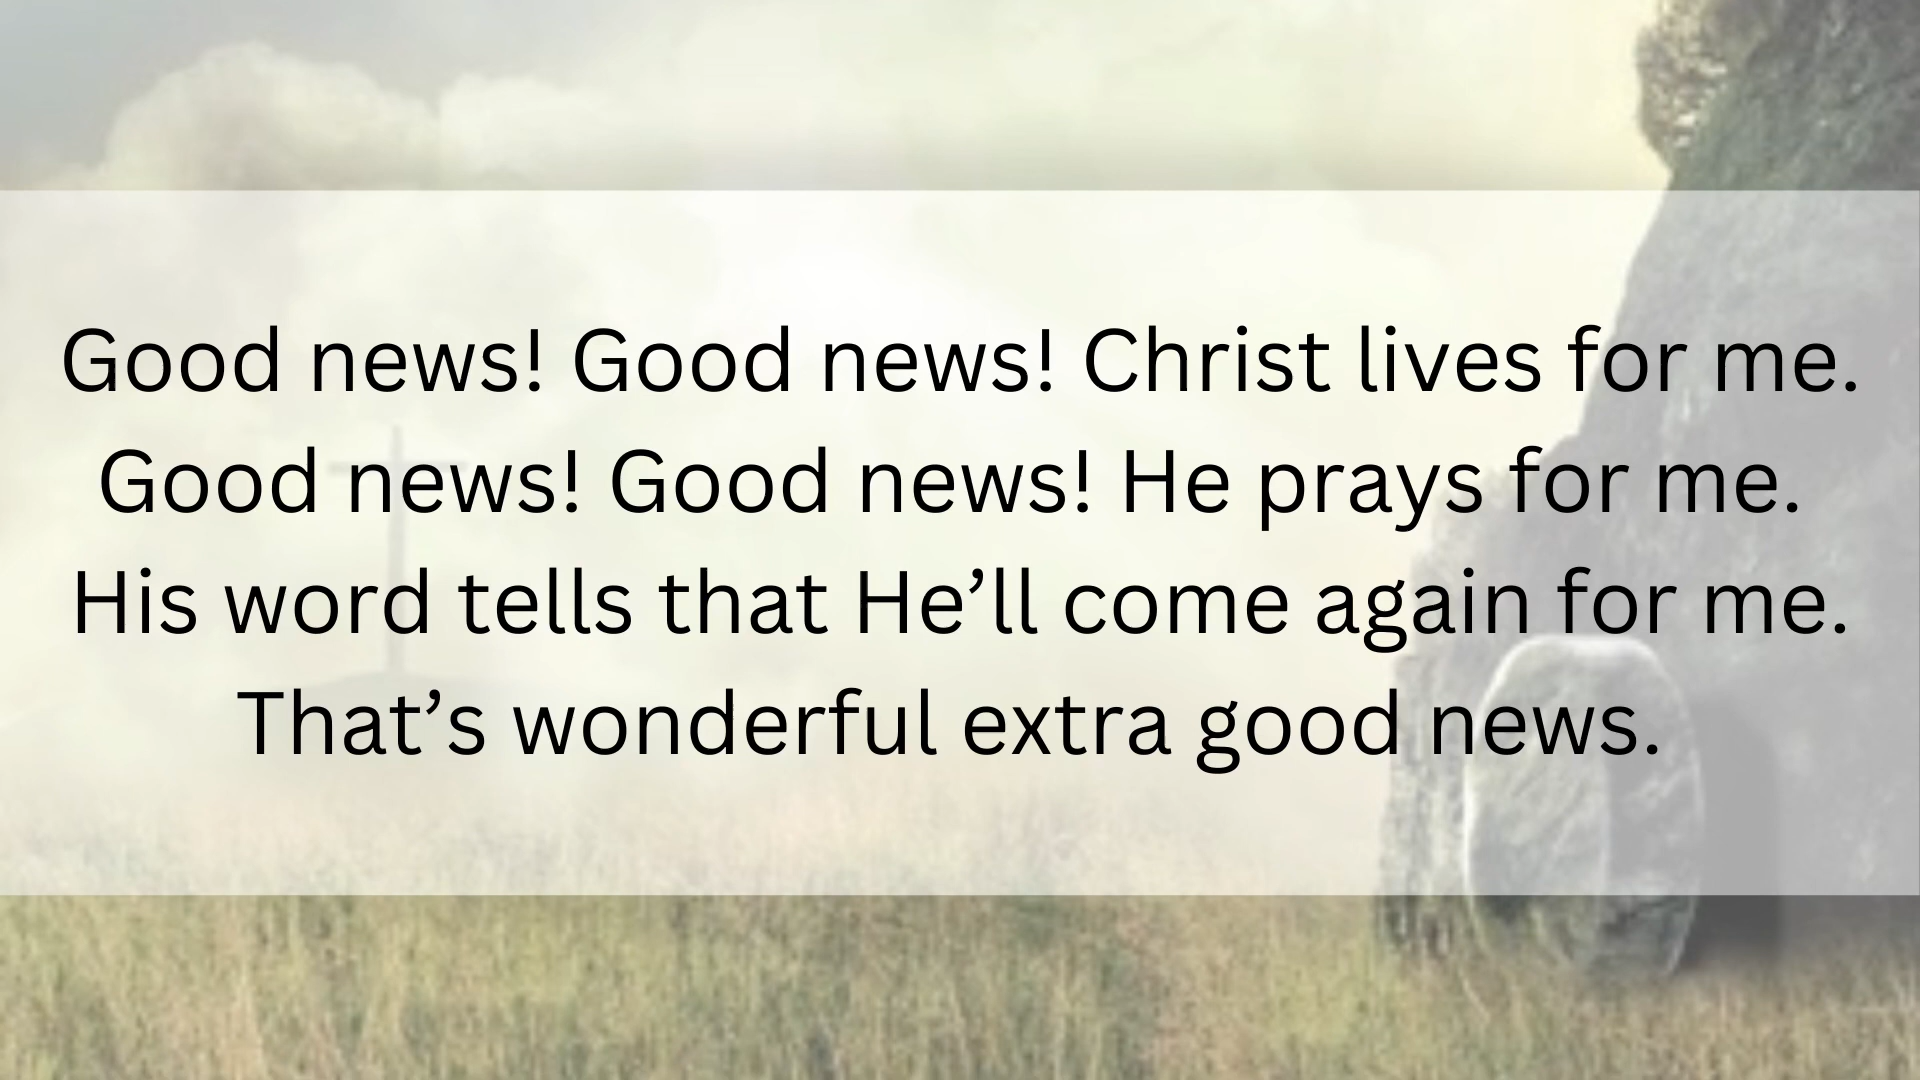 Good news! Good news! Christ lives for me.
Good news! Good news! He prays for me.
His word tells that He’ll come again for me.
That’s wonderful extra good news.